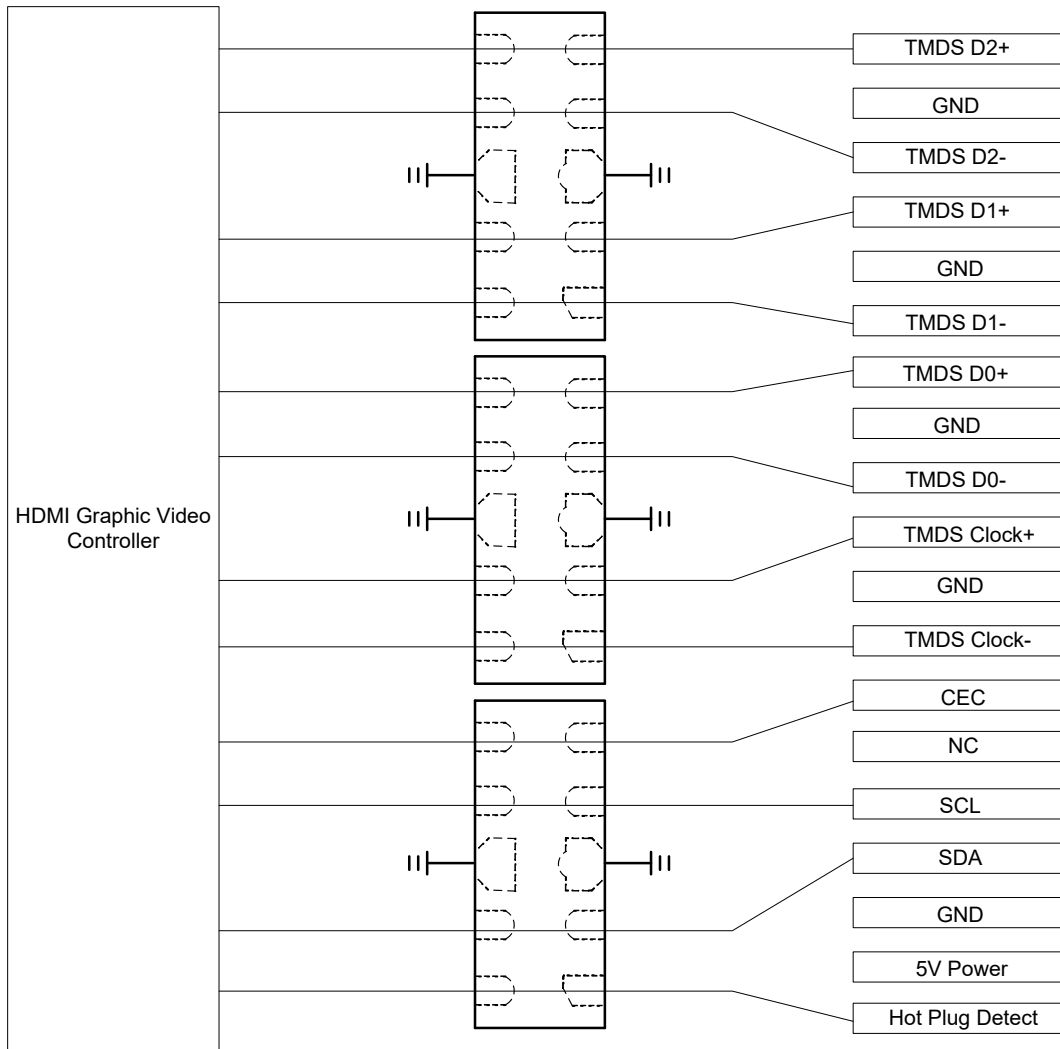 TMDS D2+
GND
TMDS D2-
TMDS D1+
GND
TMDS D1-
TMDS D0+
GND
TMDS D0-
HDMI Graphic Video
Controller
TMDS Clock+
GND
TMDS Clock-
CEC
NC
SCL
SDA
GND
5V Power
Hot Plug Detect